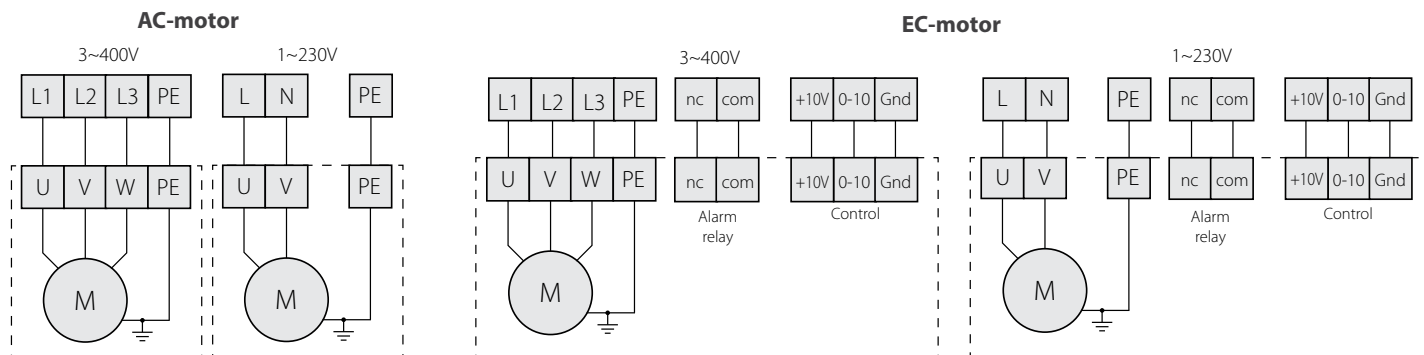 AC-motor
EC-motor
3~400V
1~230V
3~400V
1~230V
L1 L2 L3 PE
L N PE
L1 L2 L3 PE
nc com
+10V 0-10 Gnd
L N PE
nc com
+10V 0-10 Gnd
U V W PE
U V PE
U V W PE
nc com
+10V 0-10 Gnd
U V PE
nc com
+10V 0-10 Gnd
Alarm
relay
Control
Alarm
relay
Control
M
M
M
M